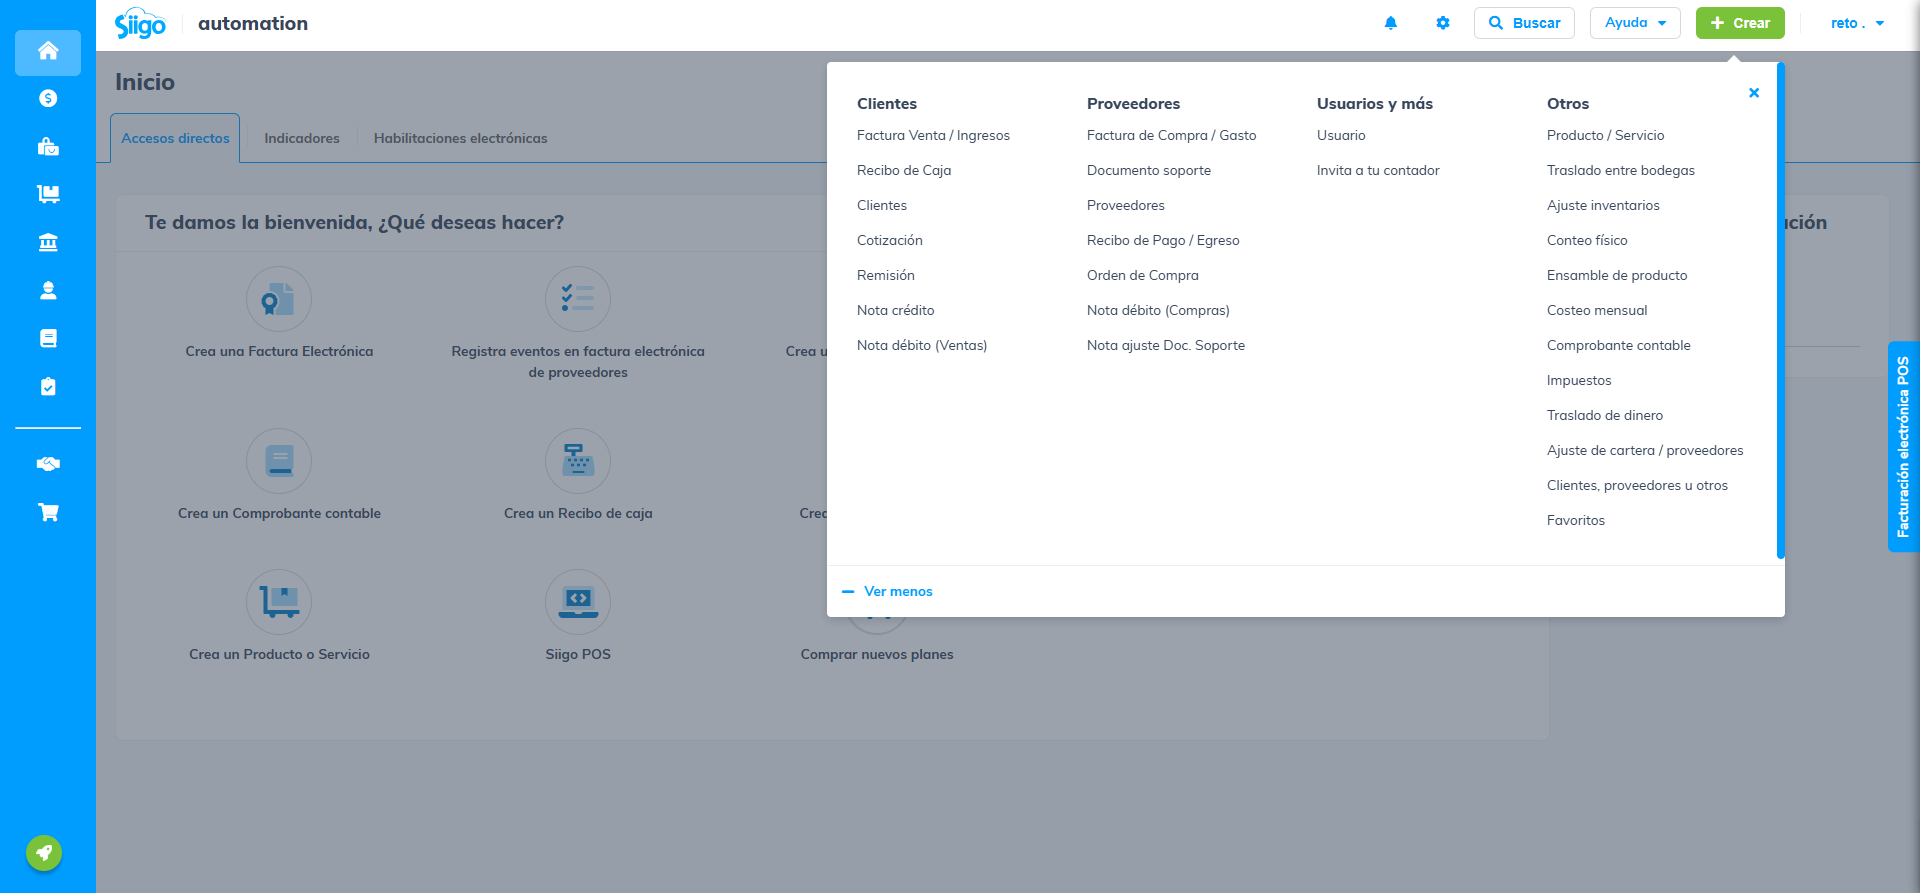 Siigo
automation
Buscar
Ayuda
Crear
reto .
Inicio
Accesos directos
Indicadores
Habilitaciones electrónicas
Te damos la bienvenida, ¿Qué deseas hacer?
Crea una Factura Electrónica
Registra eventos en factura electrónica
de proveedores
Crea
Crea un Comprobante contable
Crea un Recibo de caja
Crea un Producto o Servicio
Siigo POS
Comprar nuevos planes
Clientes
Factura Venta / Ingresos
Recibo de Caja
Clientes
Cotización
Remisión
Nota crédito
Nota débito (Ventas)
Proveedores
Factura de Compra / Gasto
Documento soporte
Proveedores
Recibo de Pago / Egreso
Orden de Compra
Nota débito (Compras)
Nota ajuste Doc. Soporte
Usuarios y más
Usuario
Invita a tu contador
Otros
Producto / Servicio
Traslado entre bodegas
Ajuste inventarios
Conteo físico
Ensamble de producto
Costeo mensual
Comprobante contable
Impuestos
Traslado de dinero
Ajuste de cartera / proveedores
Clientes, proveedores u otros
Favoritos
Ver menos
Facturación electrónica POS